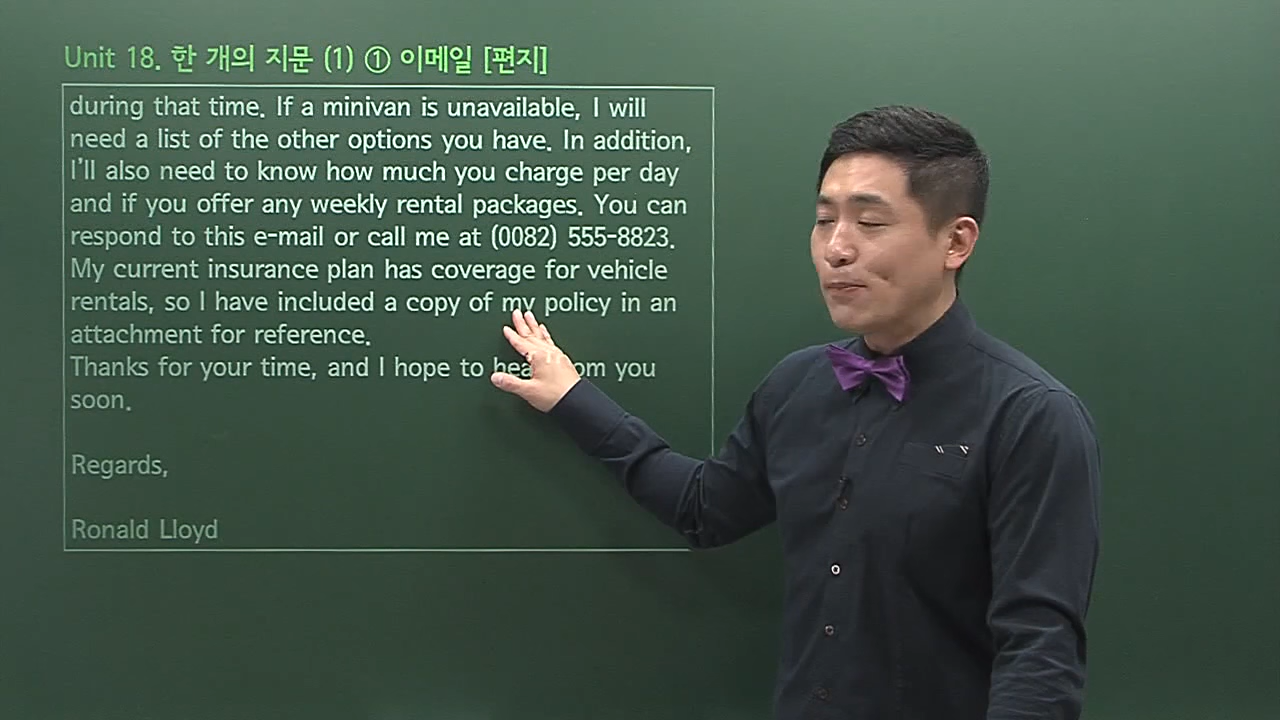 Unit 18. 한 개의 지문 (1) ① 이메일 [편지]
during that time. If a minivan is unavailable, I will
need a list of the other options you have. In addition,
I'll also need to know how much you charge per day
and if you offer any weekly rental packages. You can
respond to this e-mail or call me at (0082) 555-8823.
My current insurance plan has coverage for vehicle
rentals, so I have included a copy of my policy in an
attachment for reference.
Thanks for your time, and I hope to you
soon.
Regards,
Ronald Lloyd